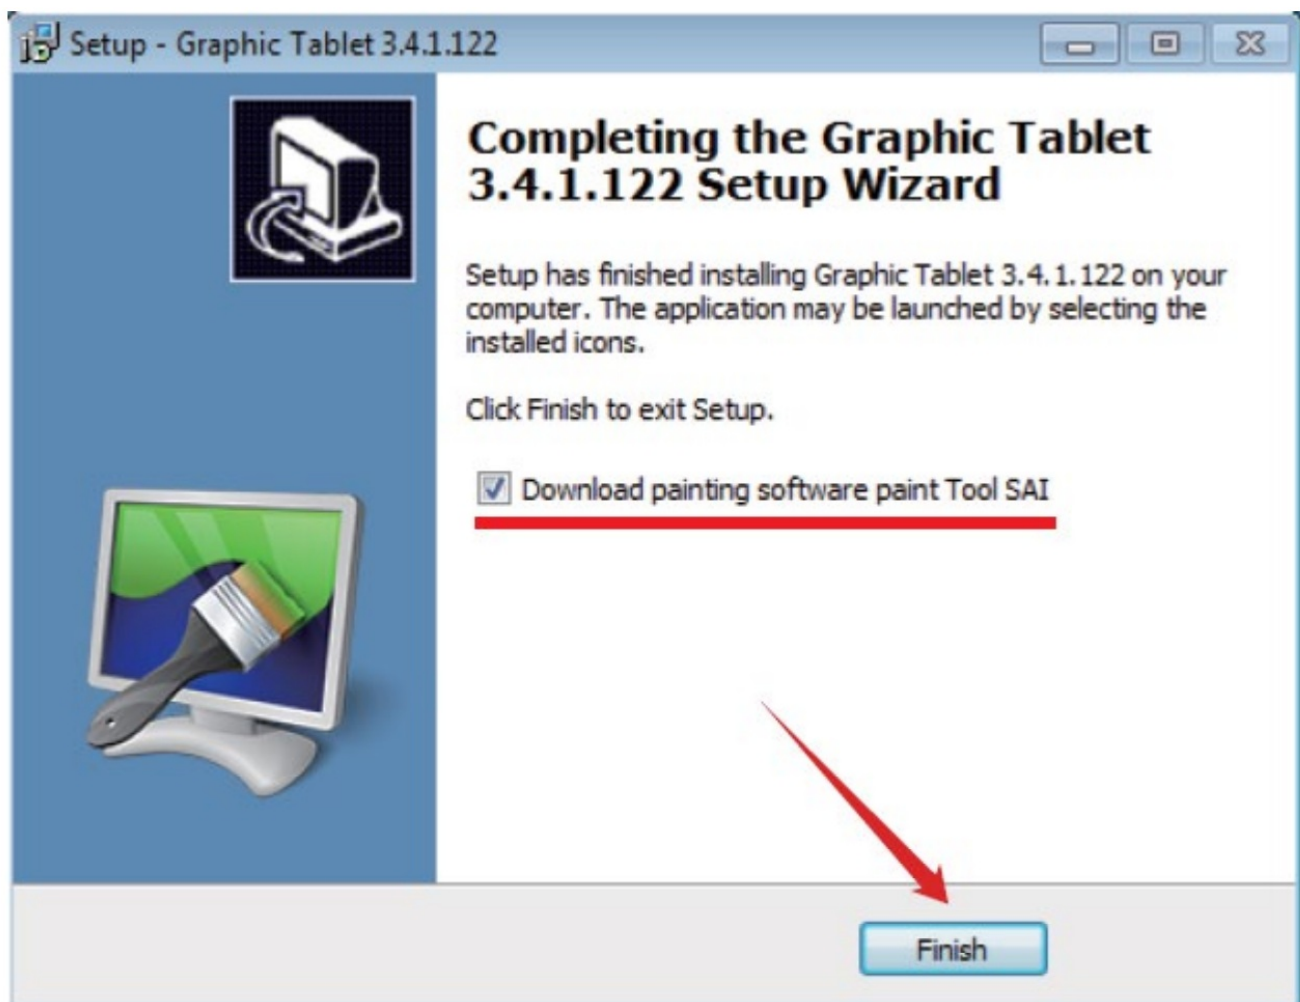 Setup - Graphic Tablet 3.4.1.122
Completing the Graphic Tablet
3.4.1.122 Setup Wizard
Setup has finished installing Graphic Tablet 3.4.1.122 on your
computer. The application may be launched by selecting the
installed icons.
Click Finish to exit Setup.
Download painting software paint Tool SAI
Finish